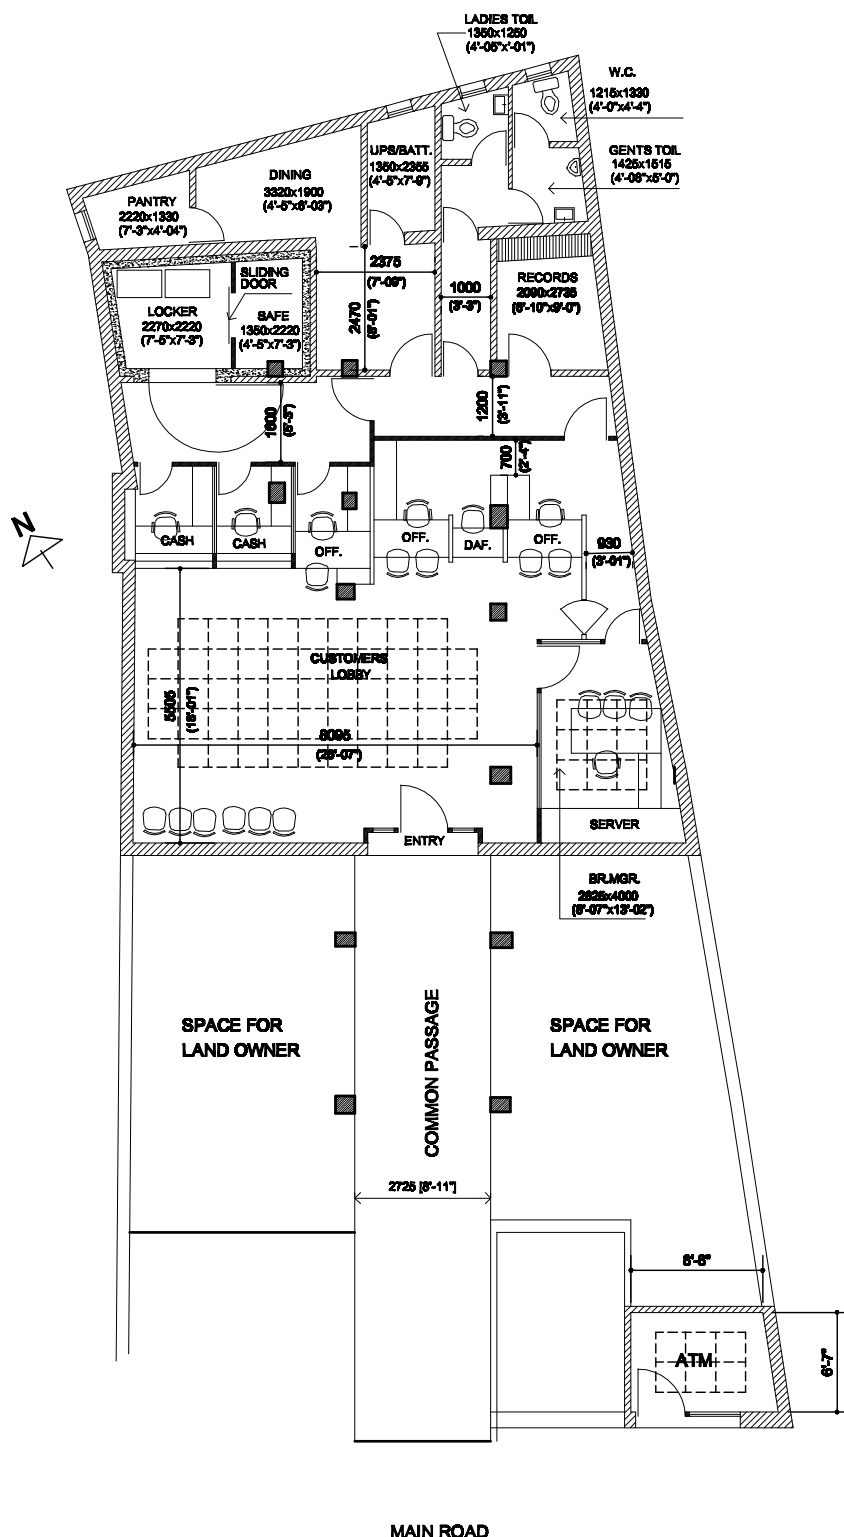 LADIES TOIL
1350x1250
(4'-05"x'-01")
W.C.
1215x1330
(4'-0"x4'-4")
GENTS TOIL
1425x1515
(4'-08"x5'-0")
UPS/BATT.
1350x2355
(4'-5"x7'-9")
DINING
3320x1900
(4'-5"x6'-03")
PANTRY
2220x1330
(7'-3"x4'-04")
2375
(7'-09")
2470
(8'-01")
1000
(3'-3")
RECORDS
2090x2735
(6'-10"x9'-0")
SLIDING
DOOR
LOCKER
2270x2220
(7'-5"x7'-3")
SAFE
1350x2220
(4'-5"x7'-3")
1600
(5'-3")
1200
(3'-11")
700
(2'-4")
N
CASH
CASH
OFF.
OFF.
DAF.
OFF.
930
(3'-01")
CUSTOMERS
LOBBY
5505
(18'-01")
8095
(26'-07")
ENTRY
SERVER
BR.MGR.
2625x4000
(8'-07"x13'-02")
SPACE FOR
LAND OWNER
COMMON PASSAGE
SPACE FOR
LAND OWNER
2725 [8'-11"]
8'-6"
6'-7"
ATM
MAIN ROAD